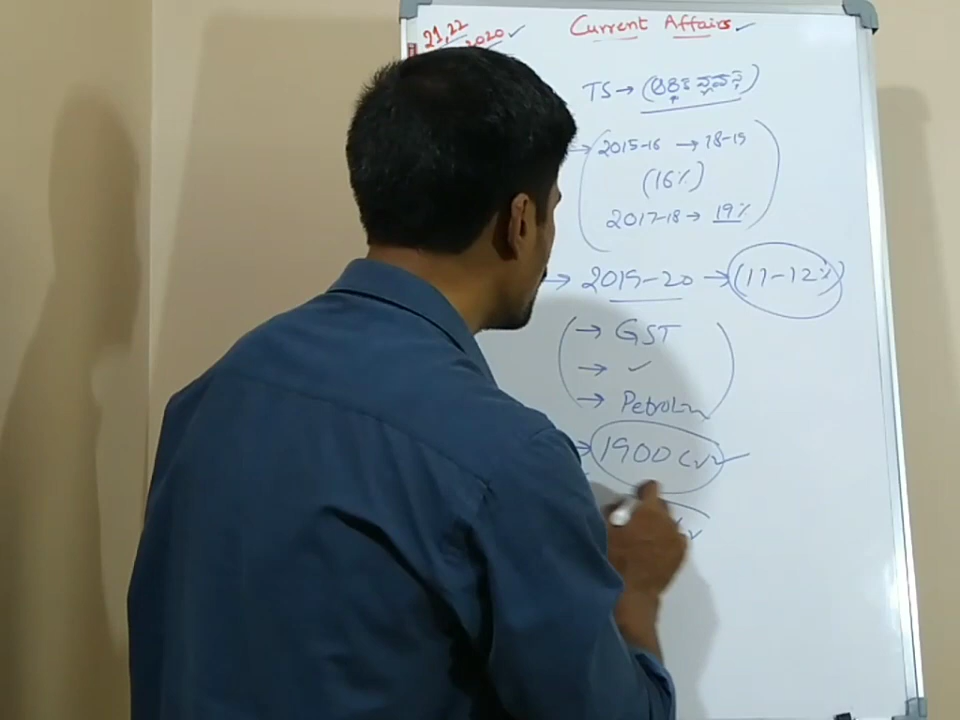 21,22
2020
Current Affairs
TS → (ఆర్థిక వ్యవస్థ)
→ 2015-16 → 18-19
(16%)
2017-18 → 19%
→ 2019-20 → (11-12%)
→ GST
→ ✓
→ Petrol
1900 Cr